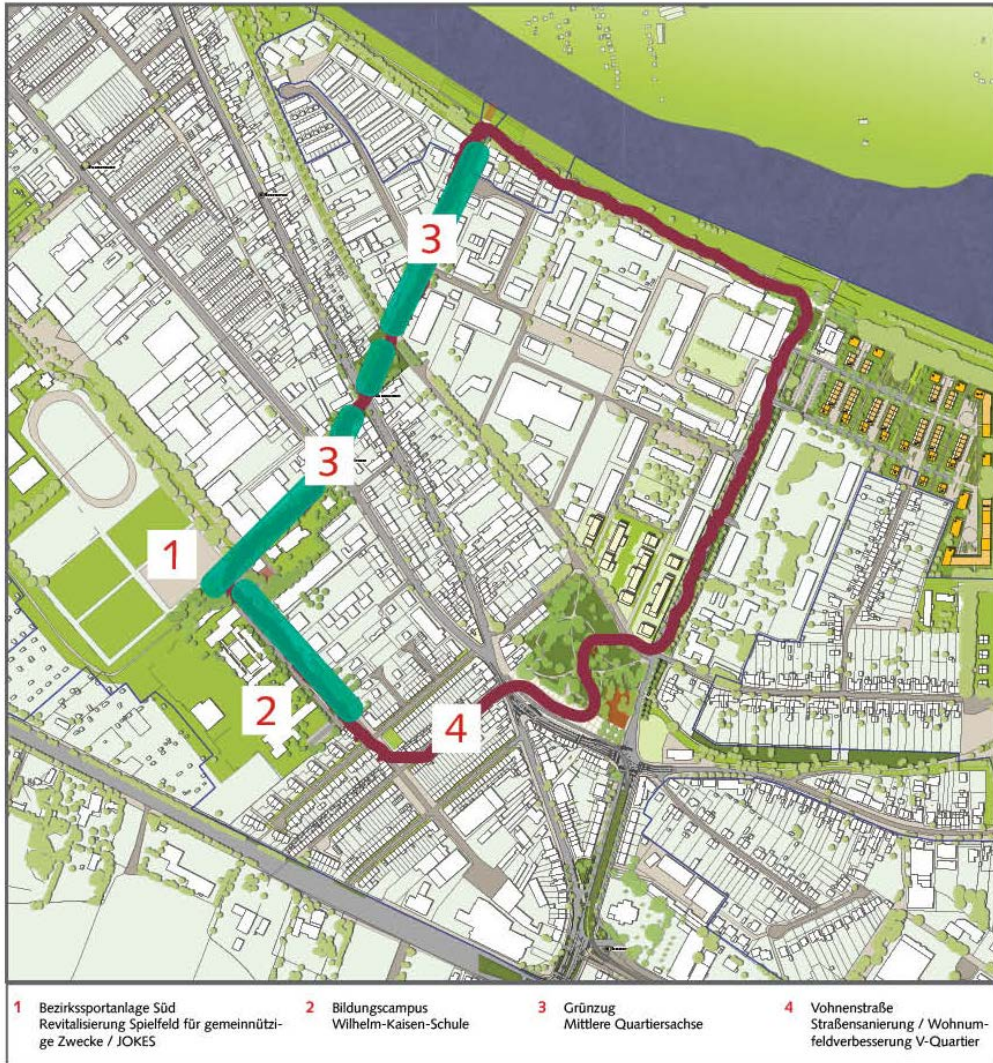 3
3
1
2
4
1 Bezirkssportanlage Süd
Revitalisierung Spielfeld für gemeinnützi-
ge Zwecke / JOKES
2 Bildungscampus
Wilhelm-Kaisen-Schule
3 Grünzug
Mittlere Quartiersachse
4 Vohnenstraße
Straßensanierung / Wohnum-
feldverbesserung V-Quartier